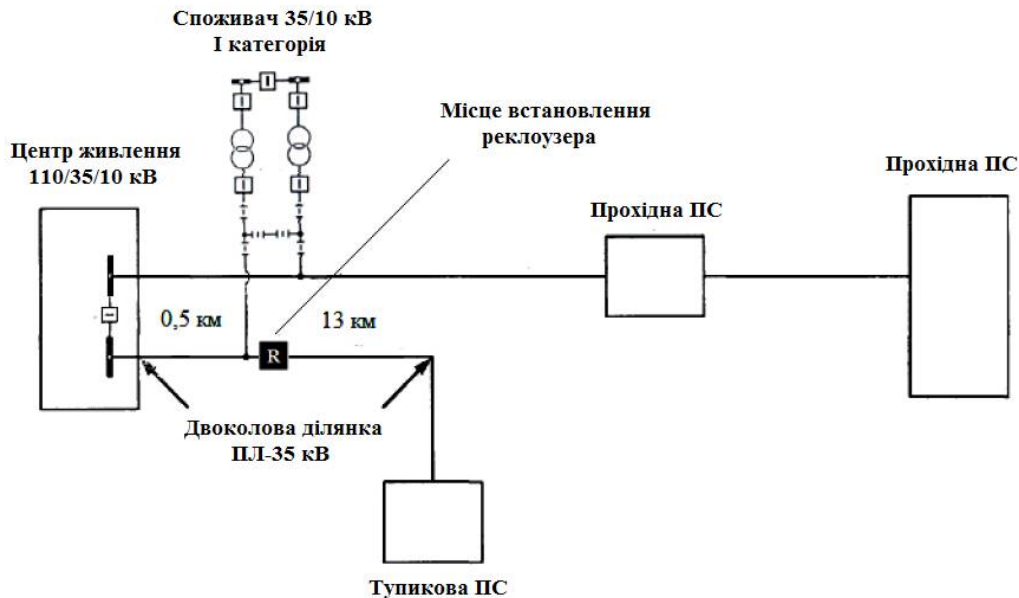 Споживач 35/10 кВ
І категорія
Місце встановлення
реклоузера
Центр живлення
110/35/10 кВ
Прохідна ПС
Прохідна ПС
0,5 км
13 км
R
Двоколова ділянка
ПЛ-35 кВ
Тупикова ПС